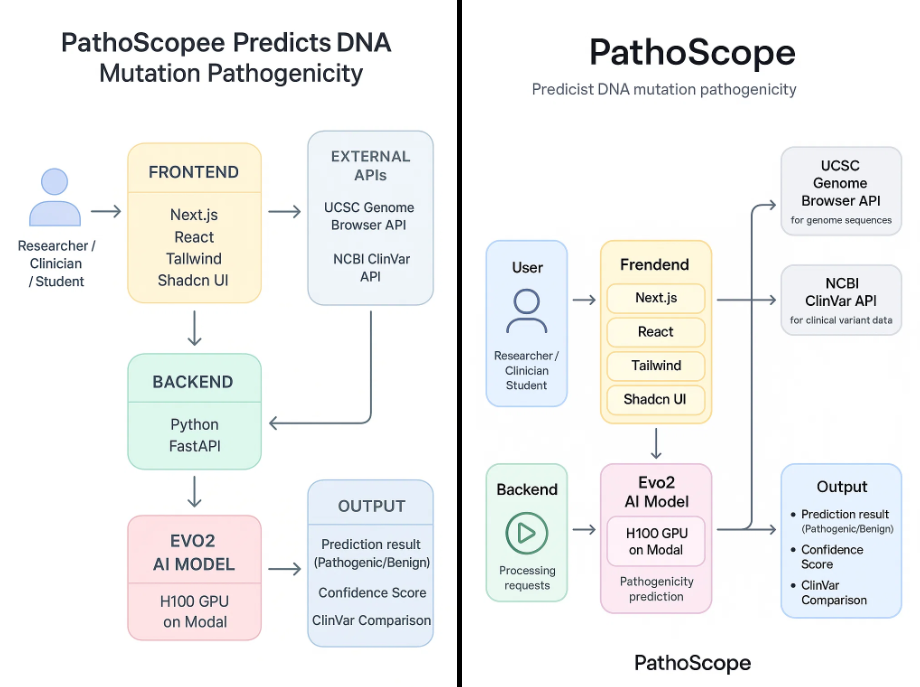 PathoScopee Predicts DNA
Mutation Pathogenicity
Researcher /
Clinician
/ Student
FRONTEND
Next.js
React
Tailwind
Shadcn UI
EXTERNAL
APIs
UCSC Genome
Browser API
NCBI ClinVar
API
BACKEND
Python
FastAPI
EVO2
AI MODEL
H100 GPU
on Modal
OUTPUT
Prediction result
(Pathogenic/Benign)
Confidence Score
ClinVar Comparison
PathoScope
Predicist DNA mutation pathogenicity
User
Researcher /
Clinician
Student
Frendend
Next.js
React
Tailwind
Shadcn UI
UCSC
Genome
Browser API
for genome sequences
NCBI
ClinVar API
for clinical variant data
Backend
Processing
requests
Evo2
AI Model
H100 GPU
on Modal
Pathogenicity
prediction
Output
• Prediction result
(Pathogenic/Benign)
• Confidence
Score
• ClinVar
Comparison
PathoScope